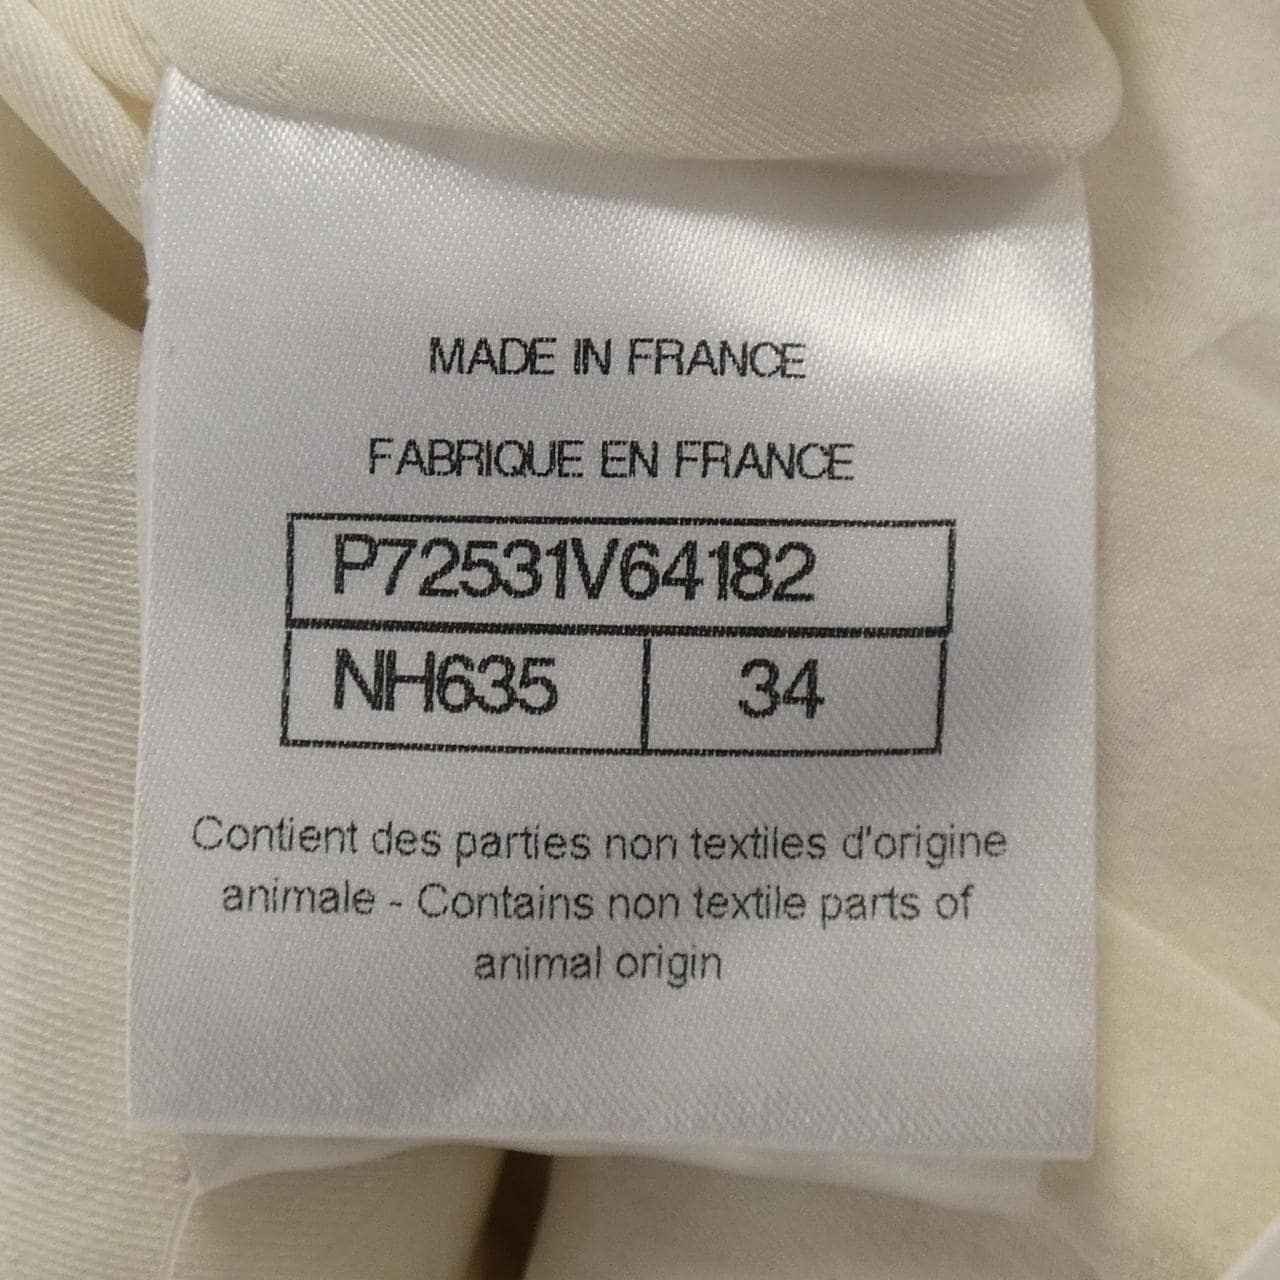 MADE IN FRANCE
FABRIQUE EN FRANCE
P72531V64182
NH635 34
Contient des parties non textiles d'origine
animale - Contains non textile parts of
animal origin